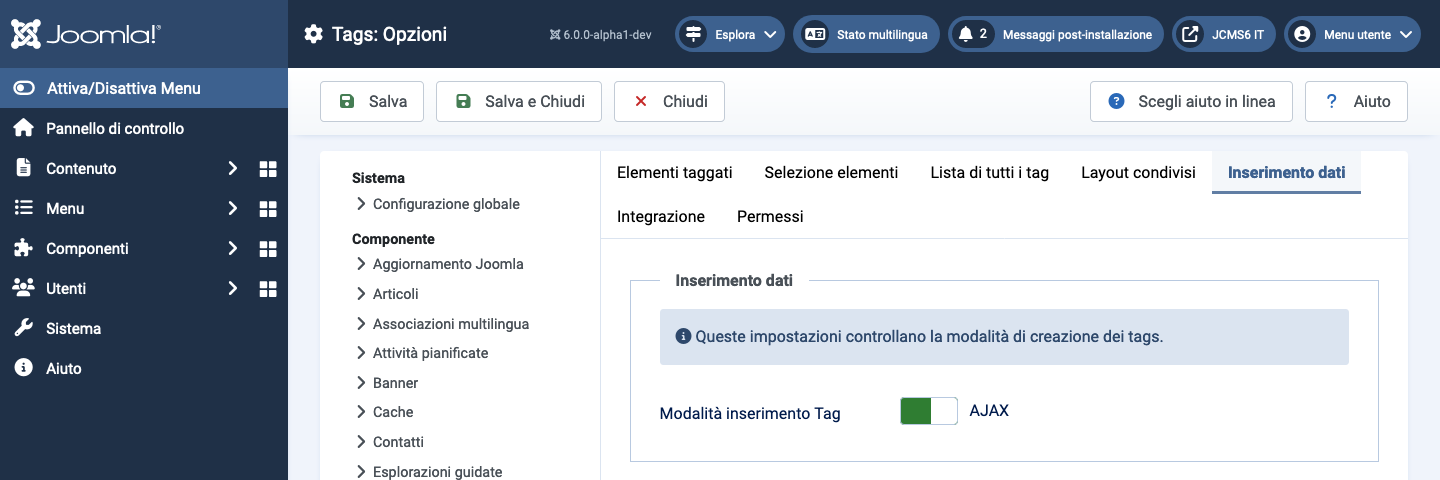 Joomla!®
Tags: Opzioni
6.0.0-alpha1-dev
Esplora
Stato multilingua
2 Messaggi post-installazione
JCMS6 IT
Menu utente
Attiva/Disattiva Menu
Pannello di controllo
Contenuto
Menu
Componenti
Utenti
Sistema
Aiuto
Salva
Salva e Chiudi
Chiudi
Scegli aiuto in linea
Aiuto
Sistema
Configurazione globale
Componente
Aggiornamento Joomla
Articoli
Associazioni multilingua
Attività pianificate
Banner
Cache
Contatti
Esplorazioni guidate
Elementi taggati
Selezione elementi
Lista di tutti i tag
Layout condivisi
Inserimento dati
Integrazione
Permessi
Inserimento dati
Queste impostazioni controllano la modalità di creazione dei tags.
Modalità inserimento Tag
AJAX